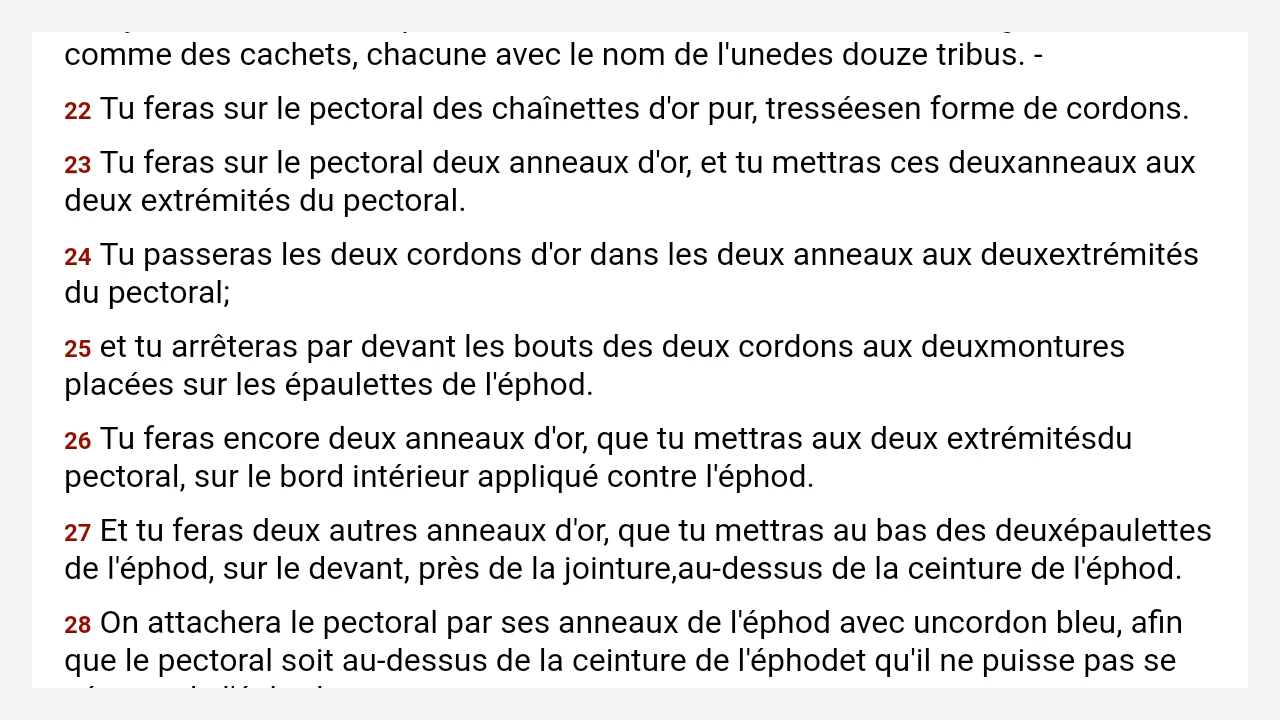 comme des cachets, chacune avec le nom de l'unedes douze tribus. -
22 Tu feras sur le pectoral des chaînettes d'or pur, tresséesen forme de cordons.
23 Tu feras sur le pectoral deux anneaux d'or, et tu mettras ces deuxanneaux aux
deux extrémités du pectoral.
24 Tu passeras les deux cordons d'or dans les deux anneaux aux deuxextrémités
du pectoral;
25 et tu arrêteras par devant les bouts des deux cordons aux deuxmontures
placées sur les épaulettes de l'éphod.
26 Tu feras encore deux anneaux d'or, que tu mettras aux deux extrémitésdu
pectoral, sur le bord intérieur appliqué contre l'éphod.
27 Et tu feras deux autres anneaux d'or, que tu mettras au bas des deuxépaulettes
de l'éphod, sur le devant, près de la jointure,au-dessus de la ceinture de l'éphod.
28 On attachera le pectoral par ses anneaux de l'éphod avec uncordon bleu, afin
que le pectoral soit au-dessus de la ceinture de l'éphodet qu'il ne puisse pas se